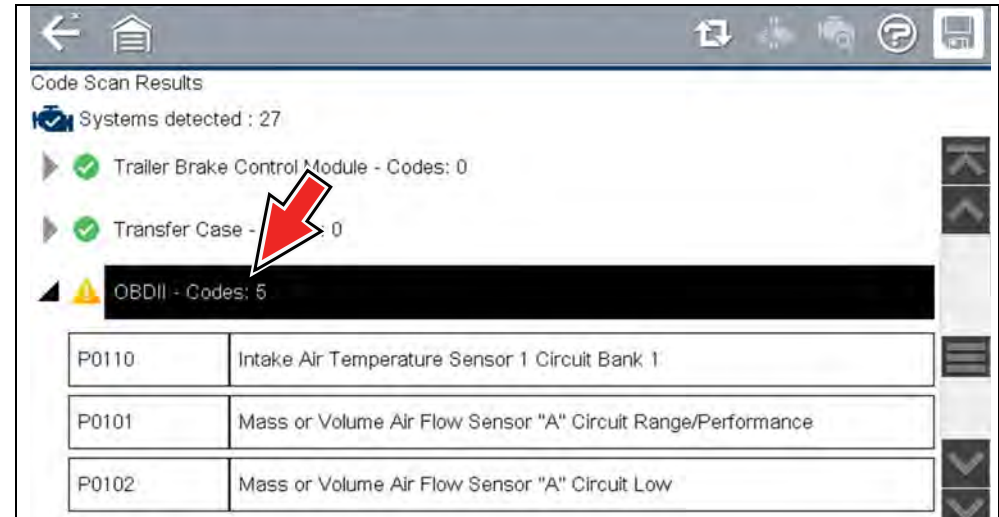 Code Scan Results
Systems detected : 27
Trailer Brake Control Module - Codes: 0
Transfer Case - : 0
OBDII - Codes: 5
P0110 Intake Air Temperature Sensor 1 Circuit Bank 1
P0101 Mass or Volume Air Flow Sensor "A" Circuit Range/Performance
P0102 Mass or Volume Air Flow Sensor "A" Circuit Low